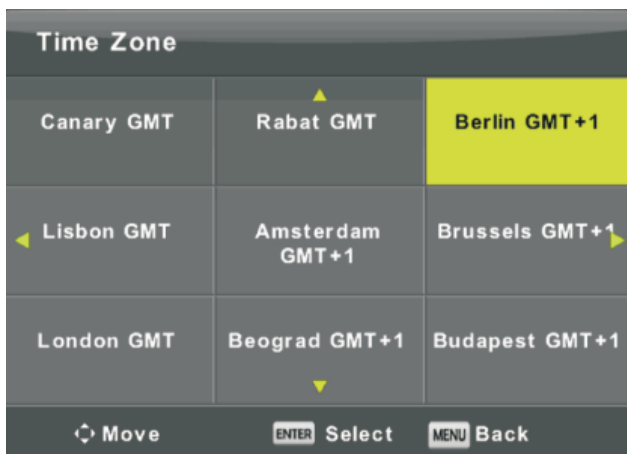 Time Zone
Canary GMT
Rabat GMT
Berlin GMT+1
Lisbon GMT
Amsterdam
GMT+1
Brussels GMT+1
London GMT
Beograd GMT+1
Budapest GMT+1
Move
ENTER Select
MENU Back